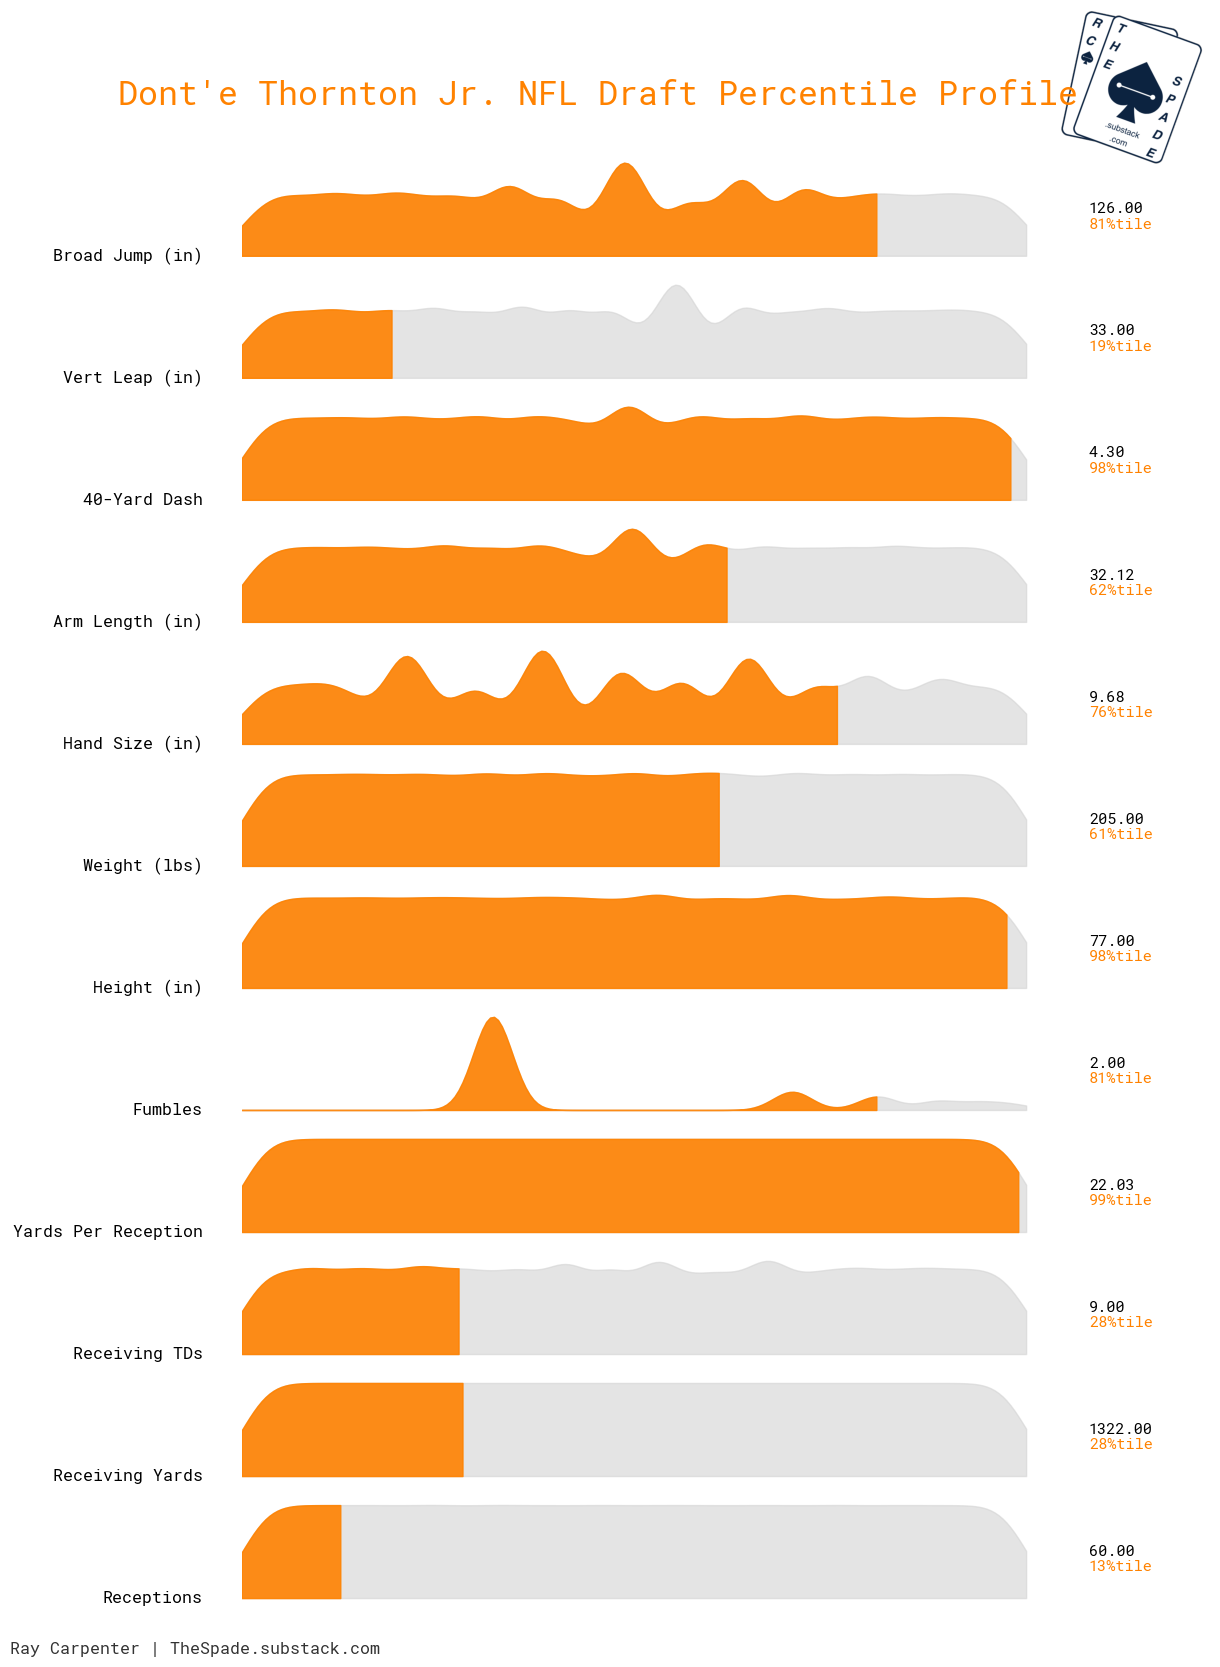 R
C
T
H
E
S
P
A
D
E
.substack
.com
Dont'e Thornton Jr. NFL Draft Percentile Profile
Broad Jump (in)
126.00
81%tile
Vert Leap (in)
33.00
19%tile
40-Yard Dash
4.30
98%tile
Arm Length (in)
32.12
62%tile
Hand Size (in)
9.68
76%tile
Weight (lbs)
205.00
61%tile
Height (in)
77.00
98%tile
Fumbles
2.00
81%tile
Yards Per Reception
22.03
99%tile
Receiving TDs
9.00
28%tile
Receiving Yards
1322.00
28%tile
Receptions
60.00
13%tile
Ray Carpenter | TheSpade.substack.com